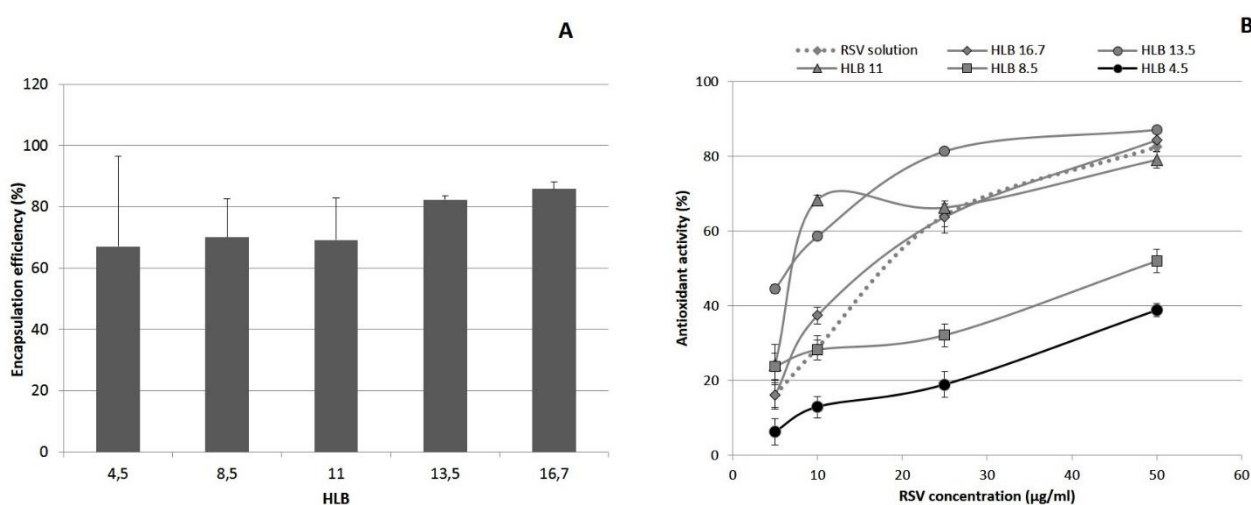 A
120
100
80
60
40
20
0
Encapsulation efficiency (%)
4,5 8,5 11 13,5 16,7
HLB
B
RSV solution HLB 16.7 HLB 13.5
HLB 11 HLB 8.5 HLB 4.5
100
80
60
40
20
0
Antioxidant activity (%)
0 10 20 30 40 50 60
RSV concentration (µg/ml)